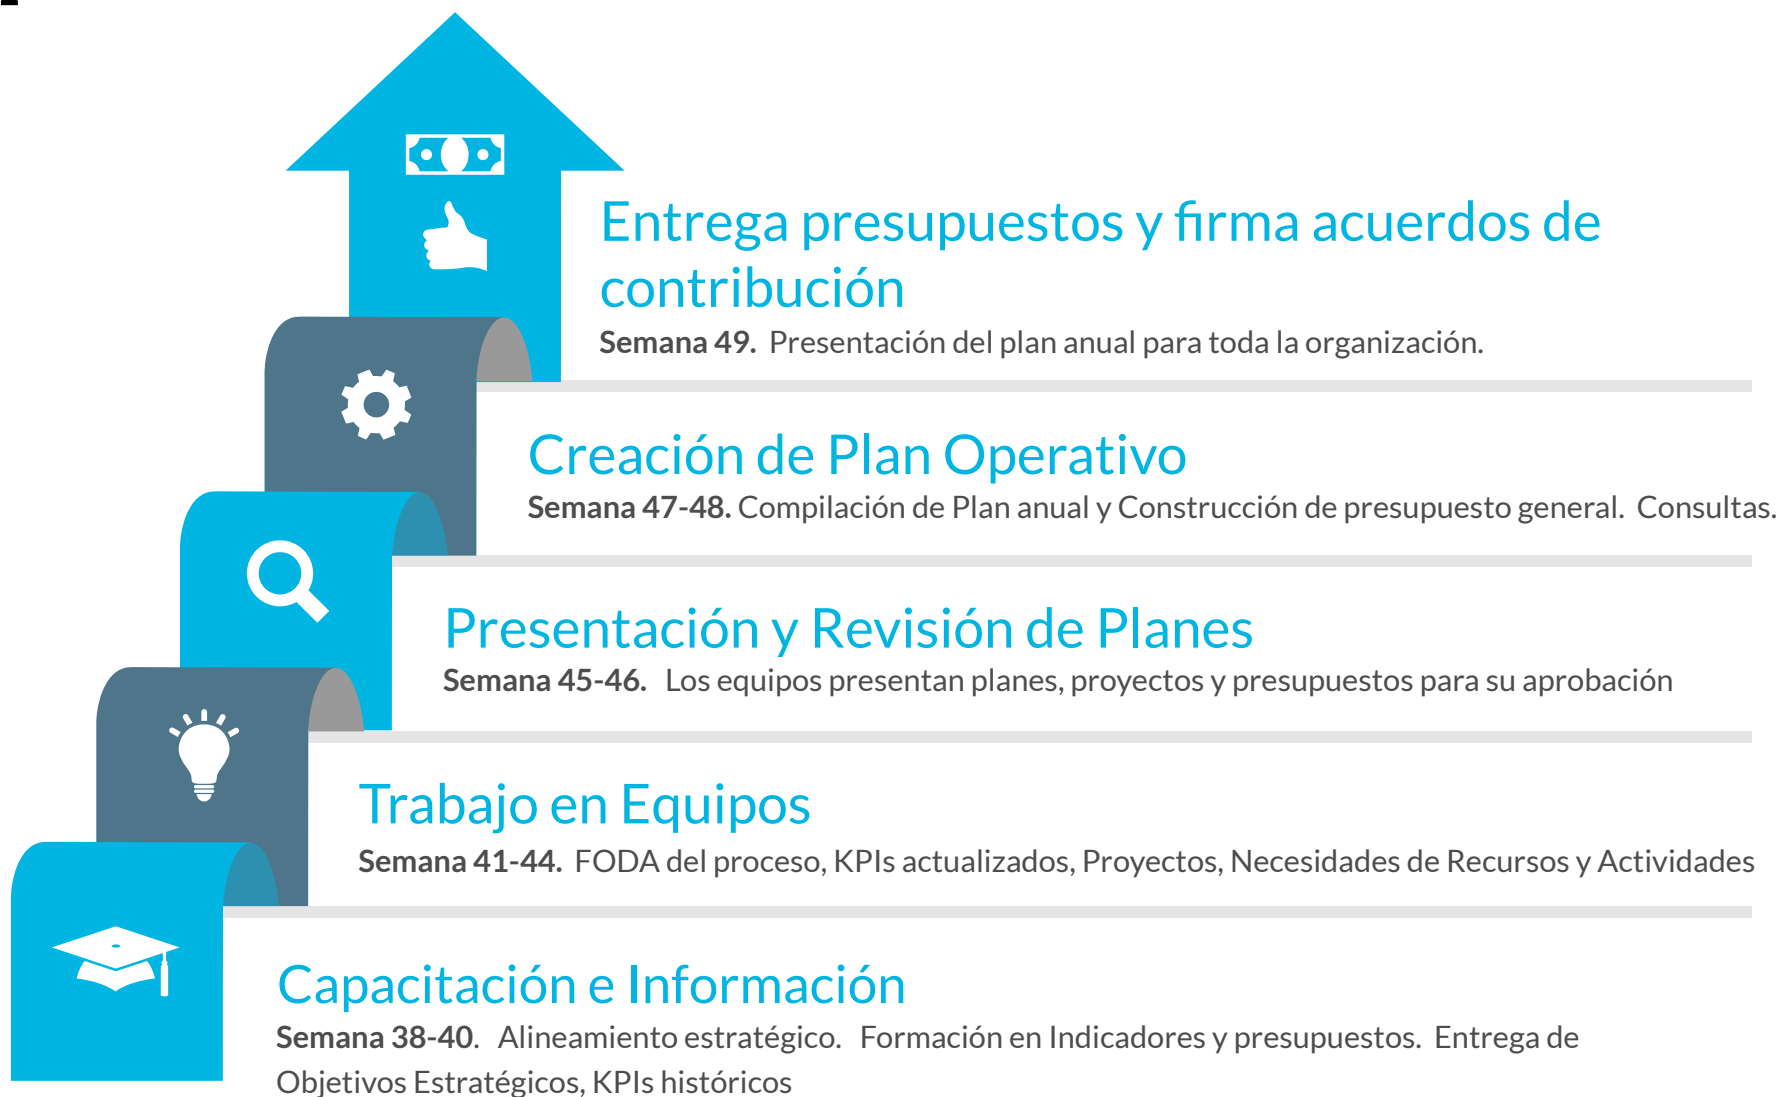 Entrega presupuestos y firma acuerdos de
contribución
Semana 49. Presentación del plan anual para toda la organización.
Creación de Plan Operativo
Semana 47-48. Compilación de Plan anual y Construcción de presupuesto general. Consultas.
Presentación y Revisión de Planes
Semana 45-46. Los equipos presentan planes, proyectos y presupuestos para su aprobación
Trabajo en Equipos
Semana 41-44. FODA del proceso, KPIs actualizados, Proyectos, Necesidades de Recursos y Actividades
Capacitación e Información
Semana 38-40. Alineamiento estratégico. Formación en Indicadores y presupuestos. Entrega de
Objetivos Estratégicos, KPIs históricos